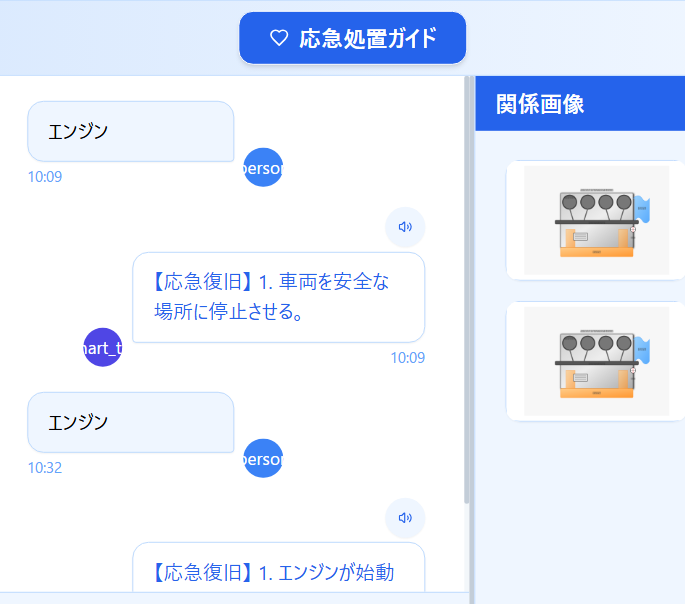 応急処置ガイド
エンジン
10:09
person
【応急復旧】 1. 車両を安全な
場所に停止させる。
10:09
エンジン
10:32
person
【応急復旧】 1. エンジンが始動
関係画像